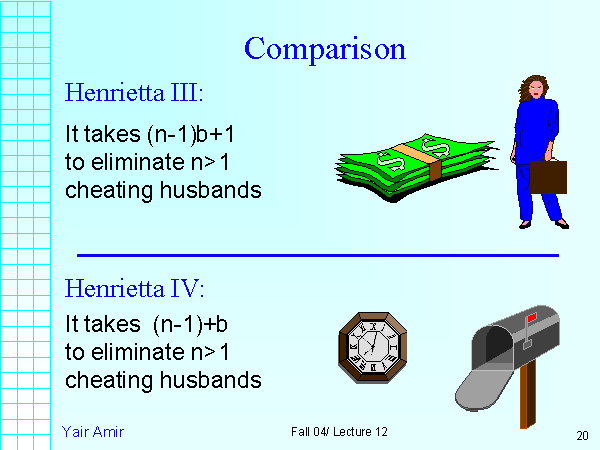 Comparison
Henrietta III:
It takes (n-1)b+1
to eliminate n>1
cheating husbands
Henrietta IV:
It takes (n-1)+b
to eliminate n>1
cheating husbands
Yair Amir
Fall 04/ Lecture 12
20